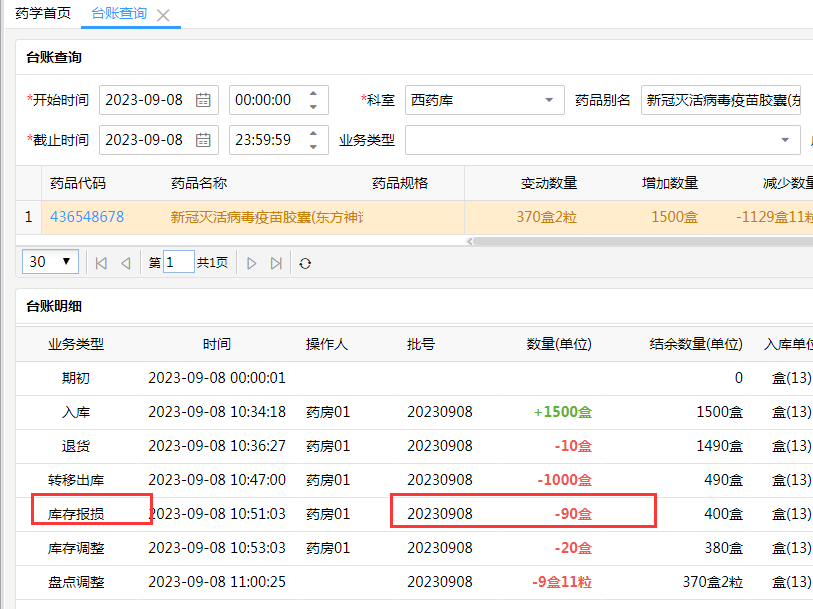 药学首页 台账查询
台账查询
*开始时间 2023-09-08 00:00:00 *科室 西药库 药品别名 新冠灭活病毒疫苗胶囊(东
*截止时间 2023-09-08 23:59:59 业务类型
药品代码 药品名称 药品规格 变动数量 增加数量 减少数量
1 436548678 新冠灭活病毒疫苗胶囊(东方神 370盒2粒 1500盒 -1129盒11粒
30 第 1 共1页
台账明细
业务类型 时间 操作人 批号 数量(单位) 结余数量(单位) 入库单位
期初 2023-09-08 00:00:01 0 盒(13)
入库 2023-09-08 10:34:18 药房01 20230908 +1500盒 1500盒 盒(13)
退货 2023-09-08 10:36:27 药房01 20230908 -10盒 1490盒 盒(13)
转移出库 2023-09-08 10:47:00 药房01 20230908 -1000盒 490盒 盒(13)
库存报损 2023-09-08 10:51:03 药房01 20230908 -90盒 400盒 盒(13)
库存调整 2023-09-08 10:53:03 药房01 20230908 -20盒 380盒 盒(13)
盘点调整 2023-09-08 11:00:25 20230908 -9盒11粒 370盒2粒 盒(13)